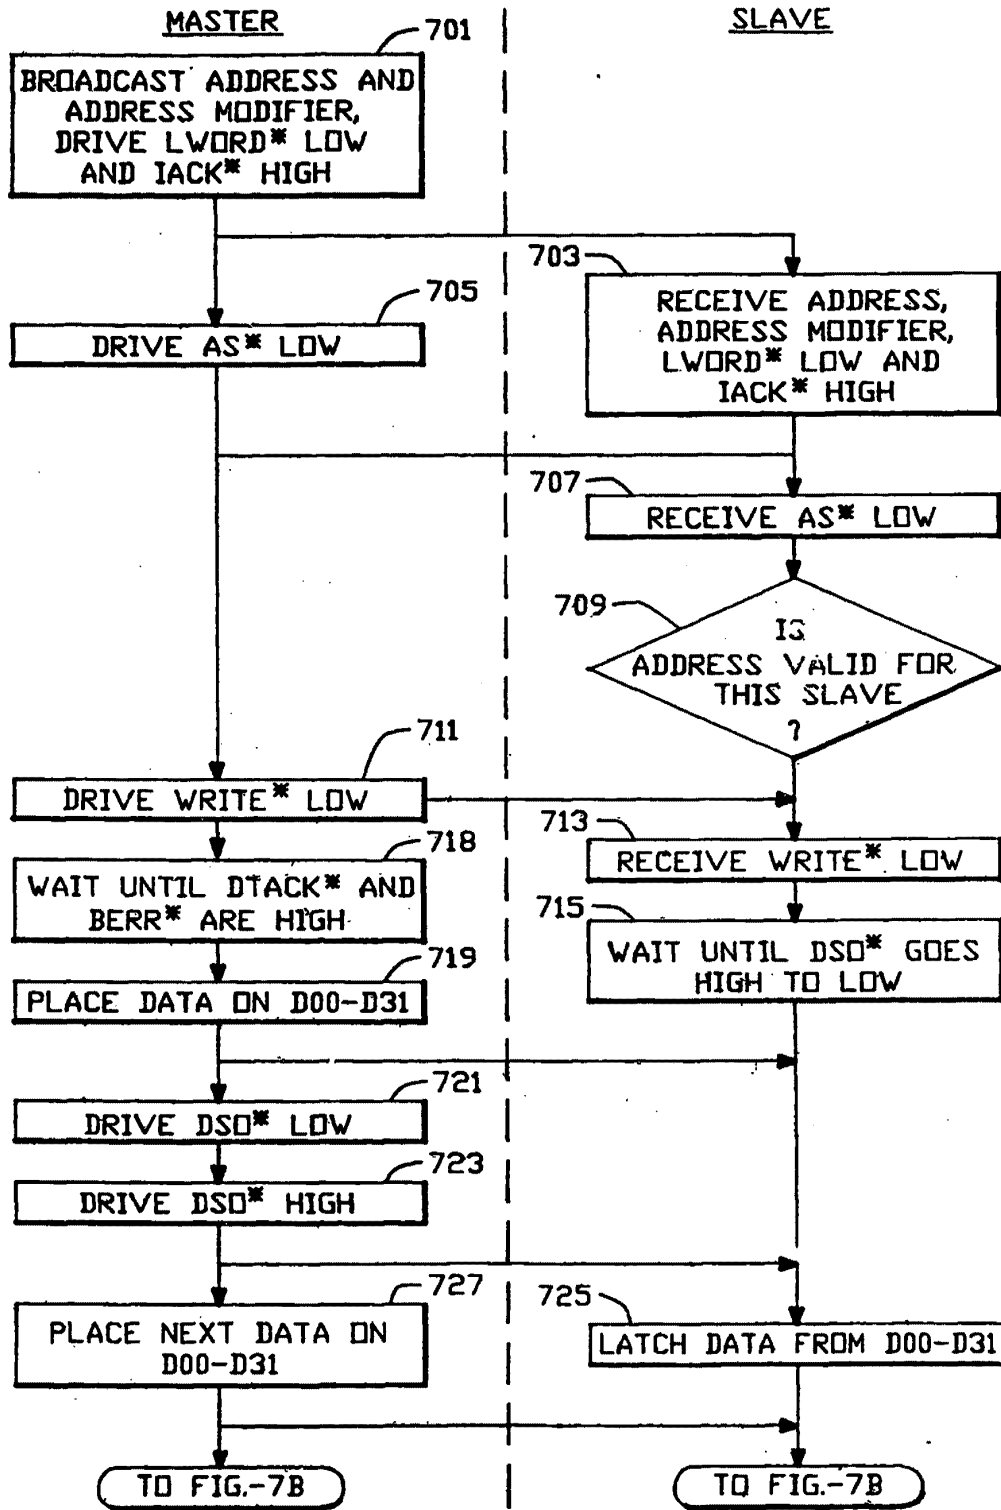 MASTER
SLAVE
701
BROADCAST ADDRESS AND
ADDRESS MODIFIER,
DRIVE LWORD* LOW
AND IACK* HIGH
703
RECEIVE ADDRESS,
ADDRESS MODIFIER,
LWORD* LOW AND
IACK* HIGH
705
DRIVE AS* LOW
707
RECEIVE AS* LOW
709
IS
ADDRESS VALID FOR
THIS SLAVE
?
711
DRIVE WRITE* LOW
713
RECEIVE WRITE* LOW
718
WAIT UNTIL DTACK* AND
BERR* ARE HIGH
715
WAIT UNTIL DSO* GOES
HIGH TO LOW
719
PLACE DATA ON D00-D31
721
DRIVE DSO* LOW
723
DRIVE DSO* HIGH
727
PLACE NEXT DATA ON
D00-D31
725
LATCH DATA FROM D00-D31
TO FIG.-7B
TO FIG.-7B